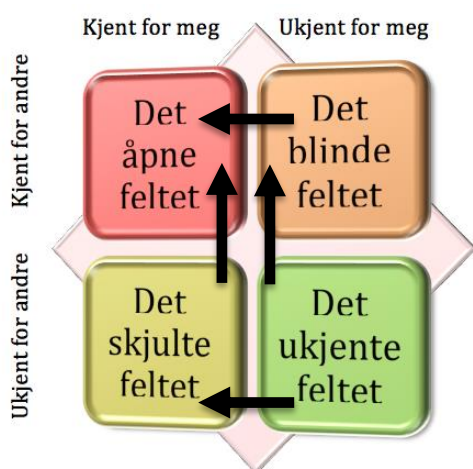 Kjent for meg
Ukjent for meg
Kjent for andre
Det
åpne
feltet
Det
blinde
feltet
Ukjent for andre
Det
skjulte
feltet
Det
ukjente
feltet